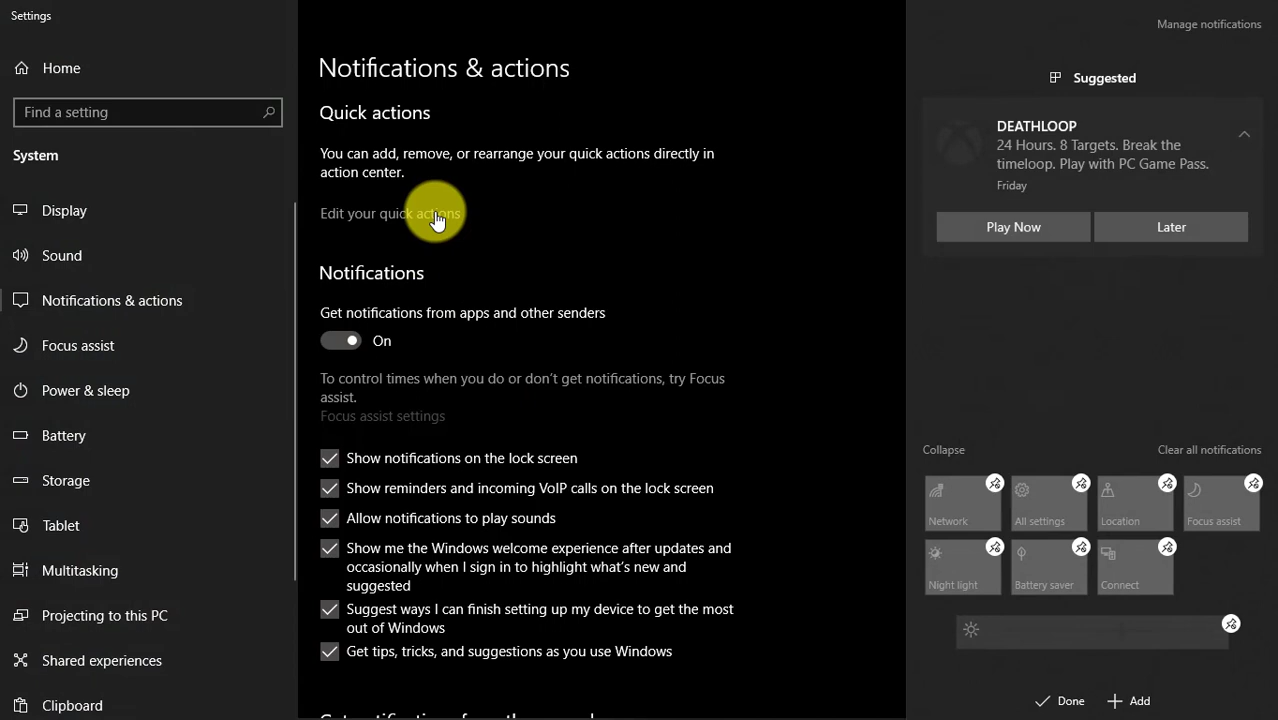 Settings
Home
Find a setting
System
Display
Sound
Notifications & actions
Focus assist
Power & sleep
Battery
Storage
Tablet
Multitasking
Projecting to this PC
Shared experiences
Clipboard
Notifications & actions
Quick actions
You can add, remove, or rearrange your quick actions directly in
action center.
Edit your quick actions
Notifications
Get notifications from apps and other senders
On
To control times when you do or don't get notifications, try Focus
assist.
Focus assist settings
Show notifications on the lock screen
Show reminders and incoming VoIP calls on the lock screen
Allow notifications to play sounds
Show me the Windows welcome experience after updates and
occasionally when I sign in to highlight what's new and
suggested
Suggest ways I can finish setting up my device to get the most
out of Windows
Get tips, tricks, and suggestions as you use Windows
Manage notifications
Suggested
DEATHLOOP
24 Hours. 8 Targets. Break the
timeloop. Play with PC Game Pass.
Friday
Play Now
Later
Collapse
Clear all notifications
Network
All settings
Location
Focus assist
Night light
Battery saver
Connect
Done
Add